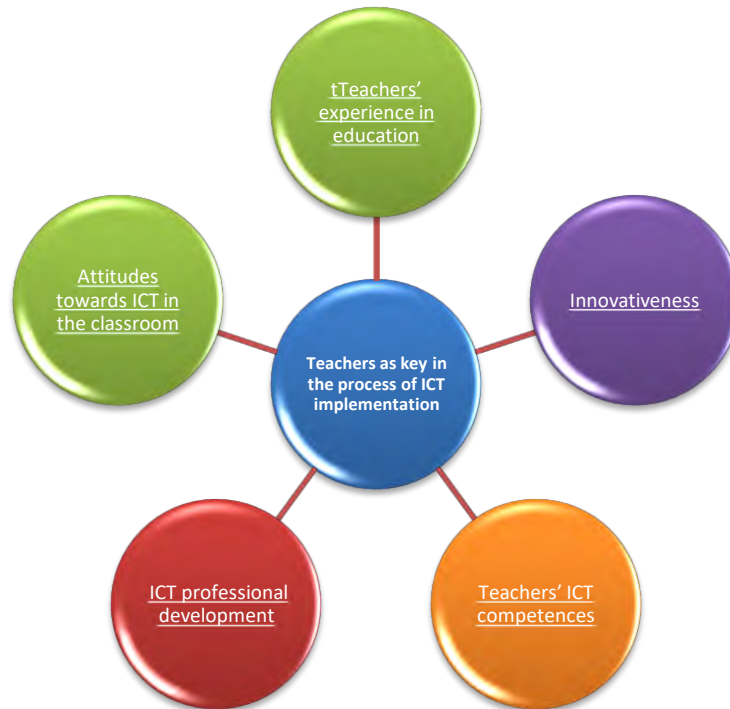 tTeachers’
experience in
education
Attitudes
towards ICT in
the classroom
Innovativeness
Teachers as key in
the process of ICT
implementation
ICT professional
development
Teachers’ ICT
competences